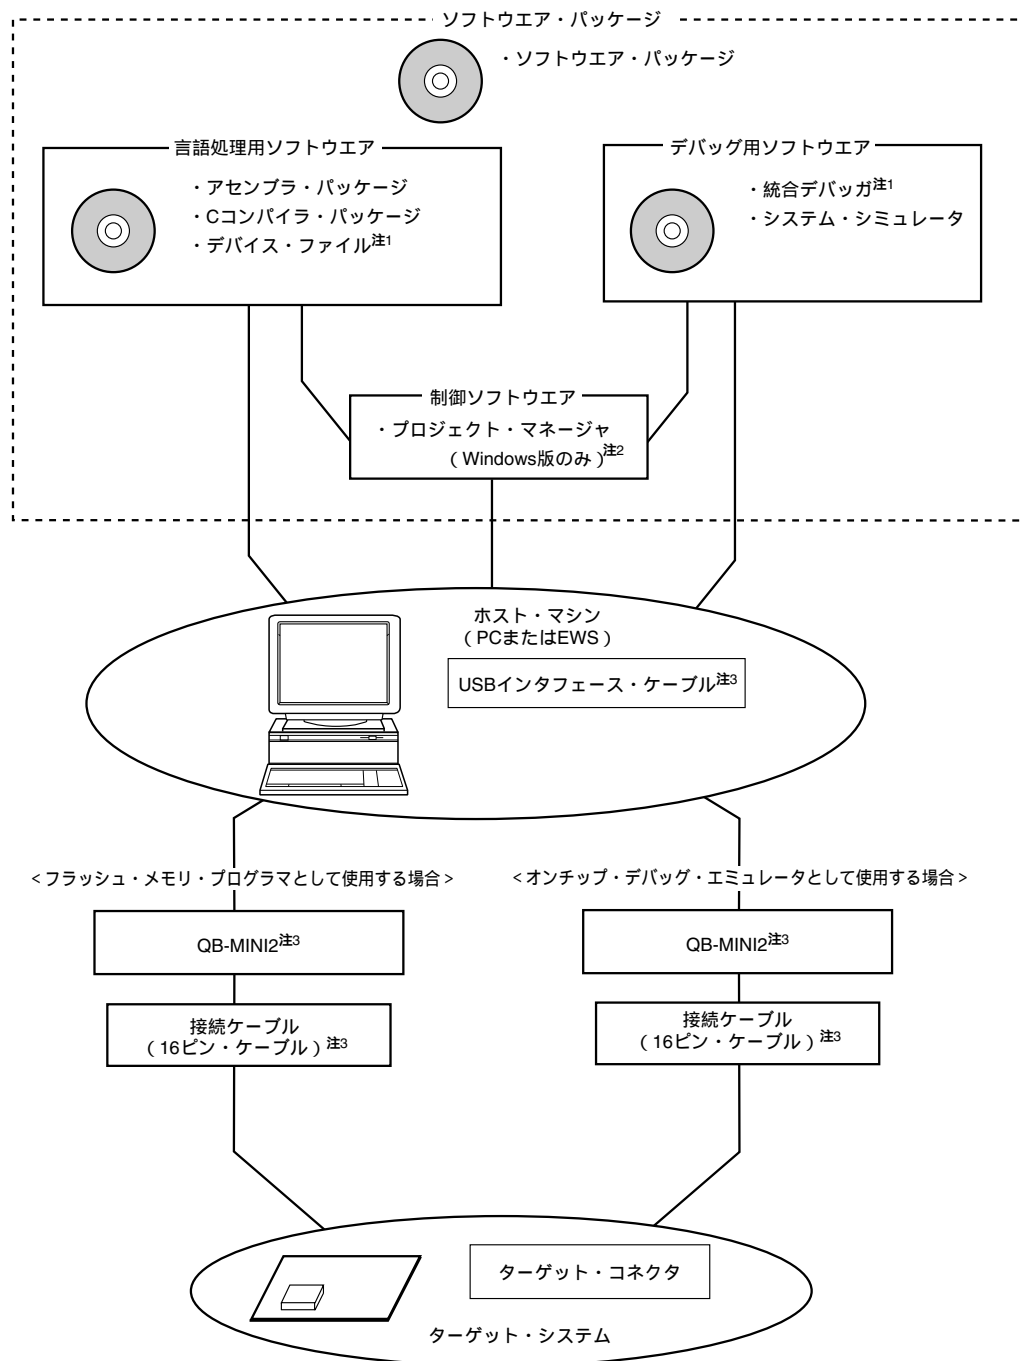 ソフトウエア・パッケージ
・ソフトウエア・パッケージ
言語処理用ソフトウエア
・アセンブラ・パッケージ
・Cコンパイラ・パッケージ
・デバイス・ファイル注1
デバッグ用ソフトウエア
・統合デバッガ注1
・システム・シミュレータ
制御ソフトウエア
・プロジェクト・マネージャ
(Windows版のみ)注2
ホスト・マシン
(PCまたはEWS)
USBインタフェース・ケーブル注3
<フラッシュ・メモリ・プログラマとして使用する場合>
QB-MINI2注3
接続ケーブル
(16ピン・ケーブル)注3
<オンチップ・デバッグ・エミュレータとして使用する場合>
QB-MINI2注3
接続ケーブル
(16ピン・ケーブル)注3
ターゲット・コネクタ
ターゲット・システム